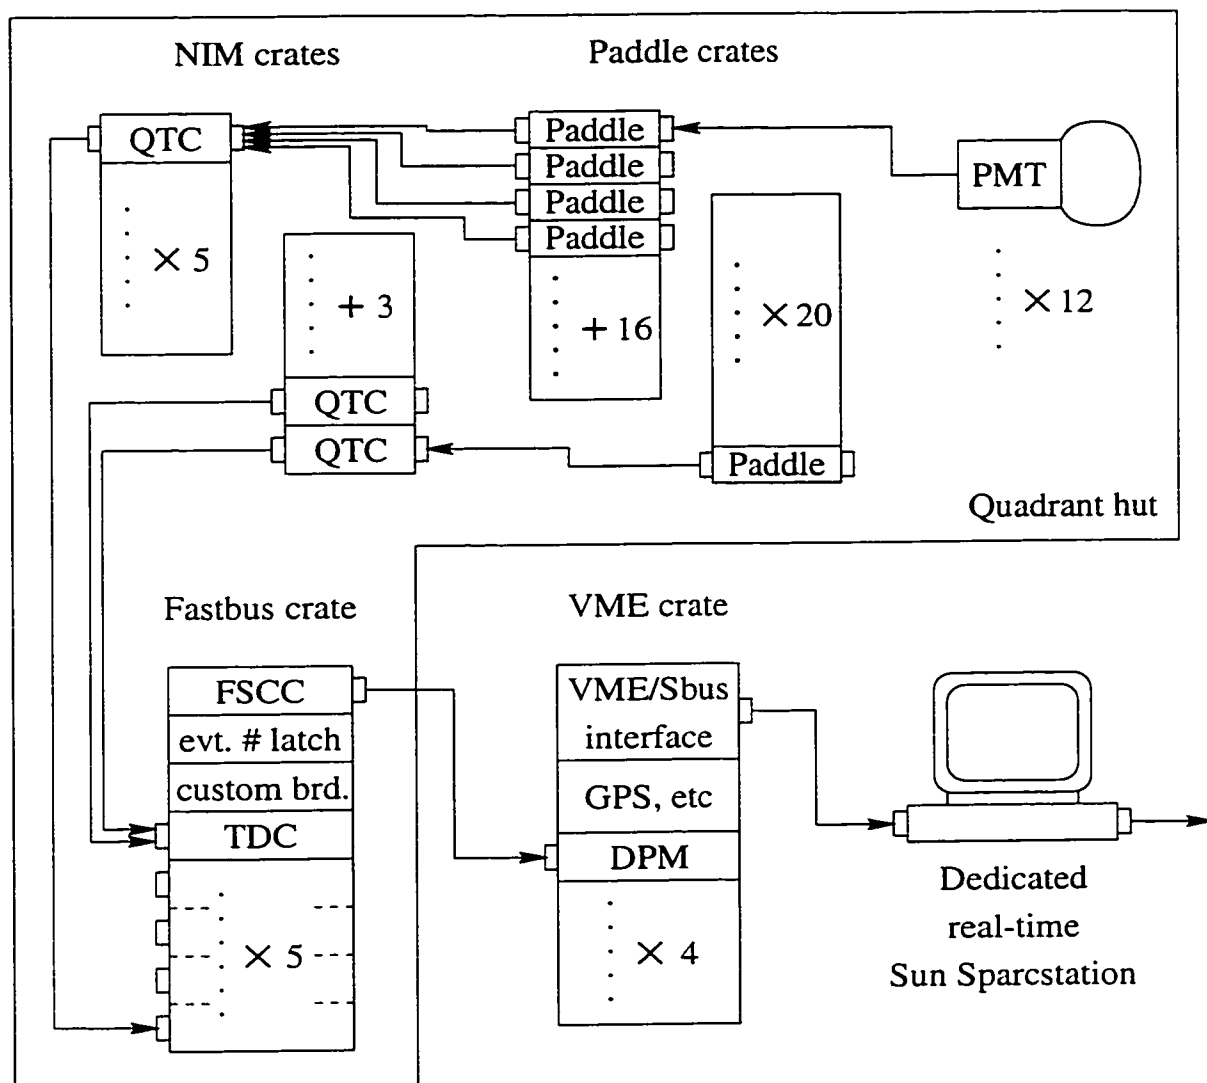 NIM crates
Paddle crates
QTC
× 5
+ 3
QTC
QTC
Paddle
Paddle
Paddle
Paddle
+ 16
× 20
Paddle
PMT
× 12
Quadrant hut
Fastbus crate
FSCC
evt. # latch
custom brd.
TDC
× 5
VME crate
VME/Sbus
interface
GPS, etc
DPM
× 4
Dedicated
real-time
Sun Sparcstation